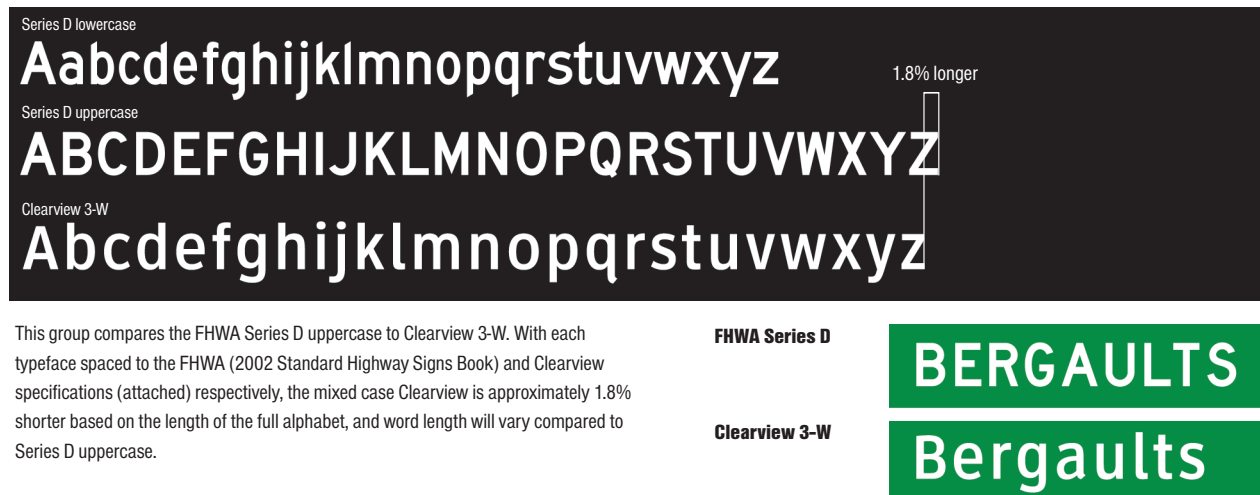 Series D lowercase
Aabcdefghijklmnopqrstuvwxyz
1.8% longer
Series D uppercase
ABCDEFGHIJKLMNOPQRSTUVWXYZ
Clearview 3-W
Abcdefghijklmnopqrstuvwxyz
This group compares the FHWA Series D uppercase to Clearview 3-W. With each
typeface spaced to the FHWA (2002 Standard Highway Signs Book) and Clearview
specifications (attached) respectively, the mixed case Clearview is approximately 1.8%
shorter based on the length of the full alphabet, and word length will vary compared to
Series D uppercase.
FHWA Series D
BERGAULTS
Clearview 3-W
Bergaults